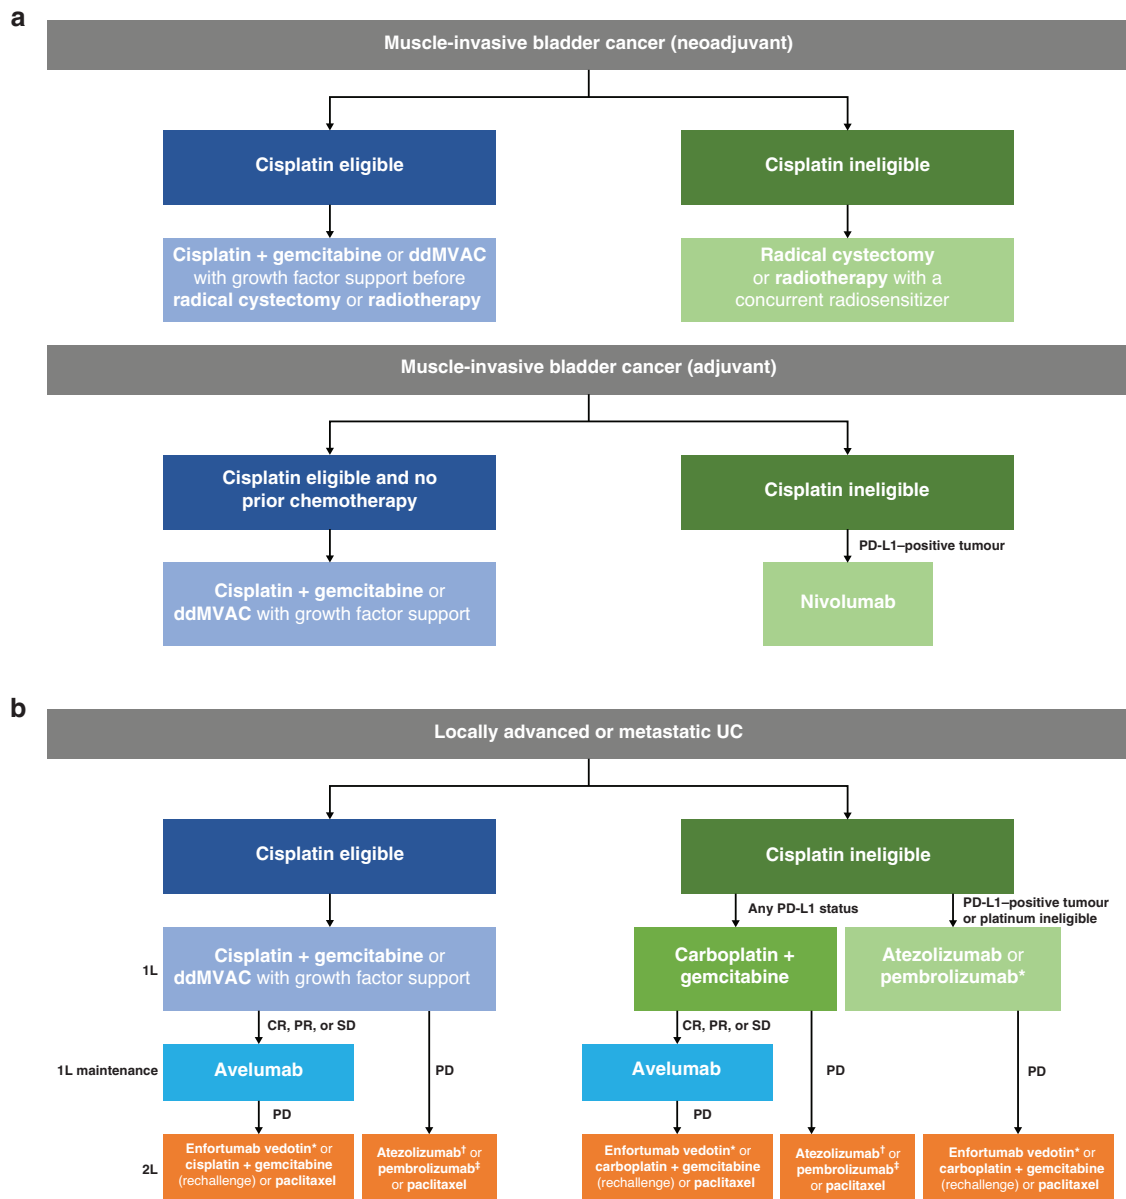 a
Muscle-invasive bladder cancer (neoadjuvant)
Cisplatin eligible
Cisplatin ineligible
Cisplatin + gemcitabine or ddMVAC
with growth factor support before
radical cystectomy or radiotherapy
Radical cystectomy
or radiotherapy with a
concurrent radiosensitizer
Muscle-invasive bladder cancer (adjuvant)
Cisplatin eligible and no
prior chemotherapy
Cisplatin ineligible
PD-L1–positive tumour
Cisplatin + gemcitabine or
ddMVAC with growth factor support
Nivolumab
b
Locally advanced or metastatic UC
Cisplatin eligible
Cisplatin ineligible
Any PD-L1 status
PD-L1–positive tumour
or platinum ineligible
1L
Cisplatin + gemcitabine or
ddMVAC with growth factor support
Carboplatin +
gemcitabine
Atezolizumab or
pembrolizumab*
CR, PR, or SD
CR, PR, or SD
1L maintenance
Avelumab
PD
Avelumab
PD
PD
PD
PD
2L
Enfortumab vedotin* or
cisplatin + gemcitabine
(rechallenge) or paclitaxel
Atezolizumab† or
pembrolizumab‡
or paclitaxel
Enfortumab vedotin* or
carboplatin + gemcitabine
(rechallenge) or paclitaxel
Atezolizumab† or
pembrolizumab‡
or paclitaxel
Enfortumab vedotin* or
carboplatin + gemcitabine
(rechallenge) or paclitaxel